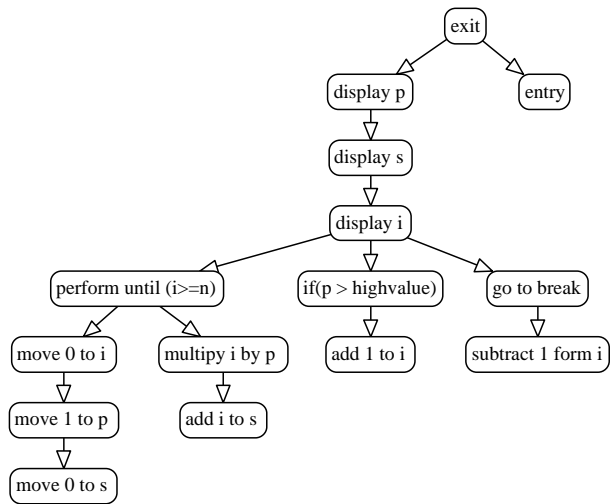 exit
display p
entry
display s
display i
perform until (i>=n)
if(p > highvalue)
go to break
move 0 to i
multipy i by p
add 1 to i
subtract 1 form i
move 1 to p
add i to s
move 0 to s